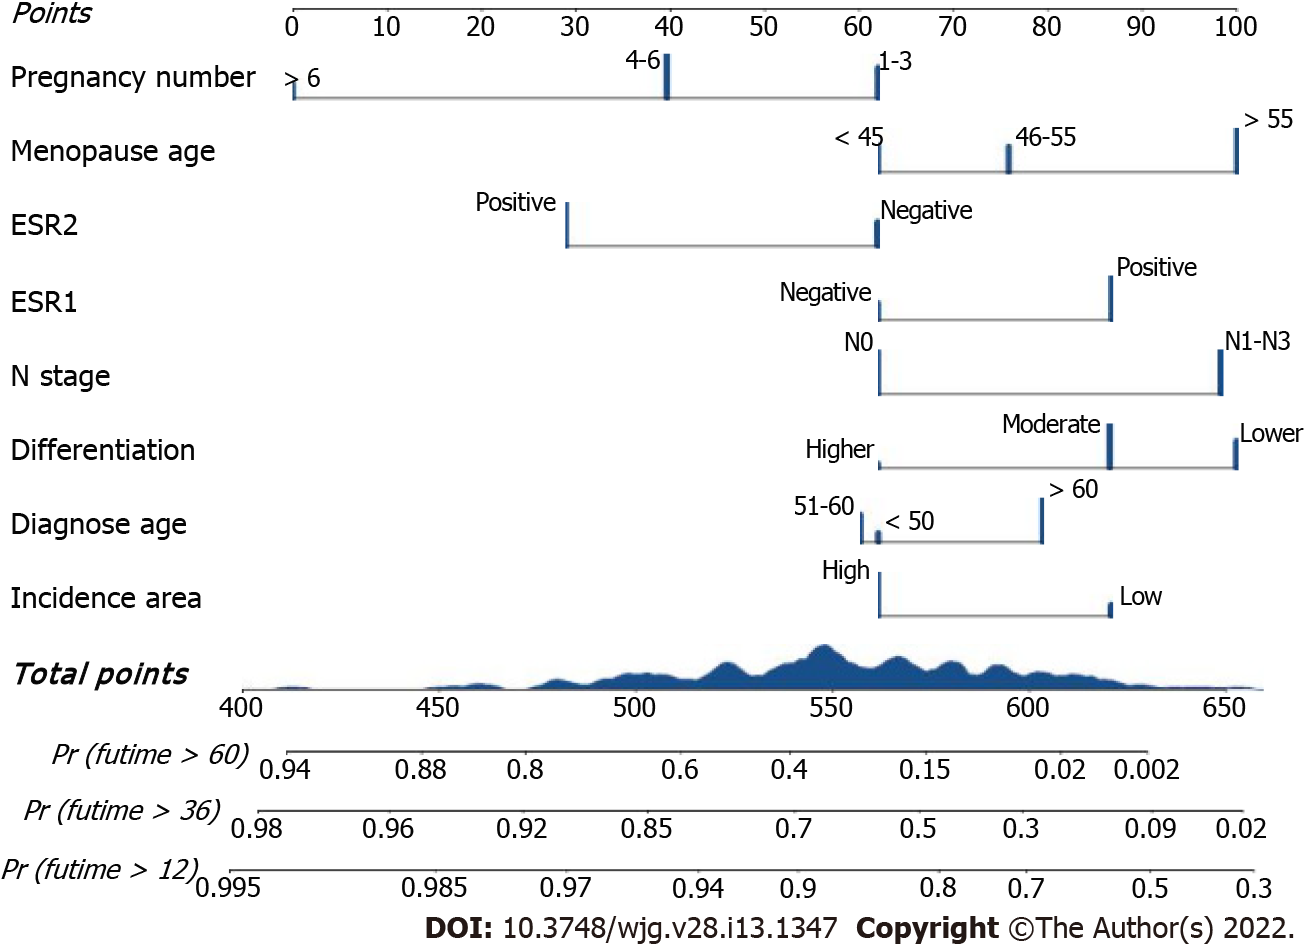 Points
0 10 20 30 40 50 60 70 80 90 100
Pregnancy number > 6 4-6 1-3
Menopause age < 45 46-55 > 55
ESR2 Positive Negative
ESR1 Negative Positive
N stage N0 N1-N3
Differentiation Higher Moderate Lower
Diagnose age 51-60 < 50 > 60
Incidence area High Low
Total points
400 450 500 550 600 650
Pr (futime > 60)
0.94 0.88 0.8 0.6 0.4 0.15 0.02 0.002
Pr (futime > 36)
0.98 0.96 0.92 0.85 0.7 0.5 0.3 0.09 0.02
Pr (futime > 12)
0.995 0.985 0.97 0.94 0.9 0.8 0.7 0.5 0.3
DOI: 10.3748/wjg.v28.i13.1347 Copyright ©The Author(s) 2022.